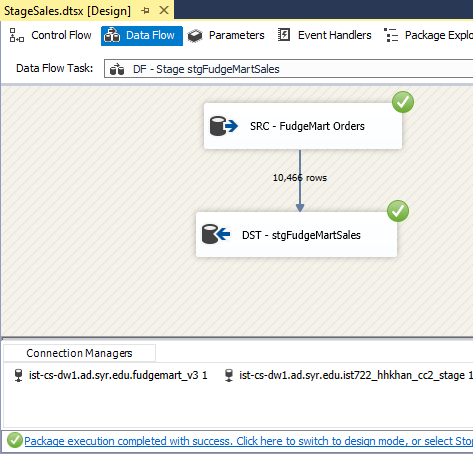 StageSales.dtsx [Design]
Control Flow Data Flow Parameters Event Handlers Package Explo
Data Flow Task: DF - Stage stgFudgeMartSales
SRC - FudgeMart Orders
10,466 rows
DST - stgFudgeMartSales
Connection Managers
ist-cs-dw1.ad.syr.edu.fudgemart_v3 1 ist-cs-dw1.ad.syr.edu.ist722_hhkhan_cc2_stage 1
Package execution completed with success. Click here to switch to design mode, or select Stop